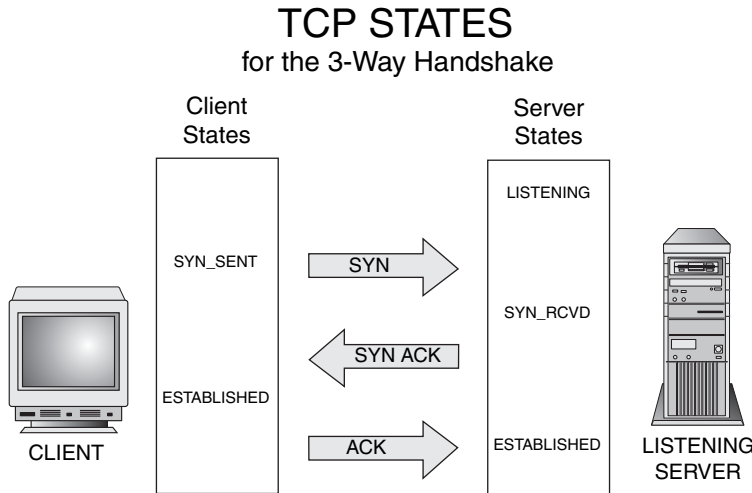 TCP STATES
for the 3-Way Handshake
Client
States
Server
States
LISTENING
SYN_SENT
SYN
SYN_RCVD
SYN ACK
ESTABLISHED
ACK
ESTABLISHED
CLIENT
LISTENING
SERVER